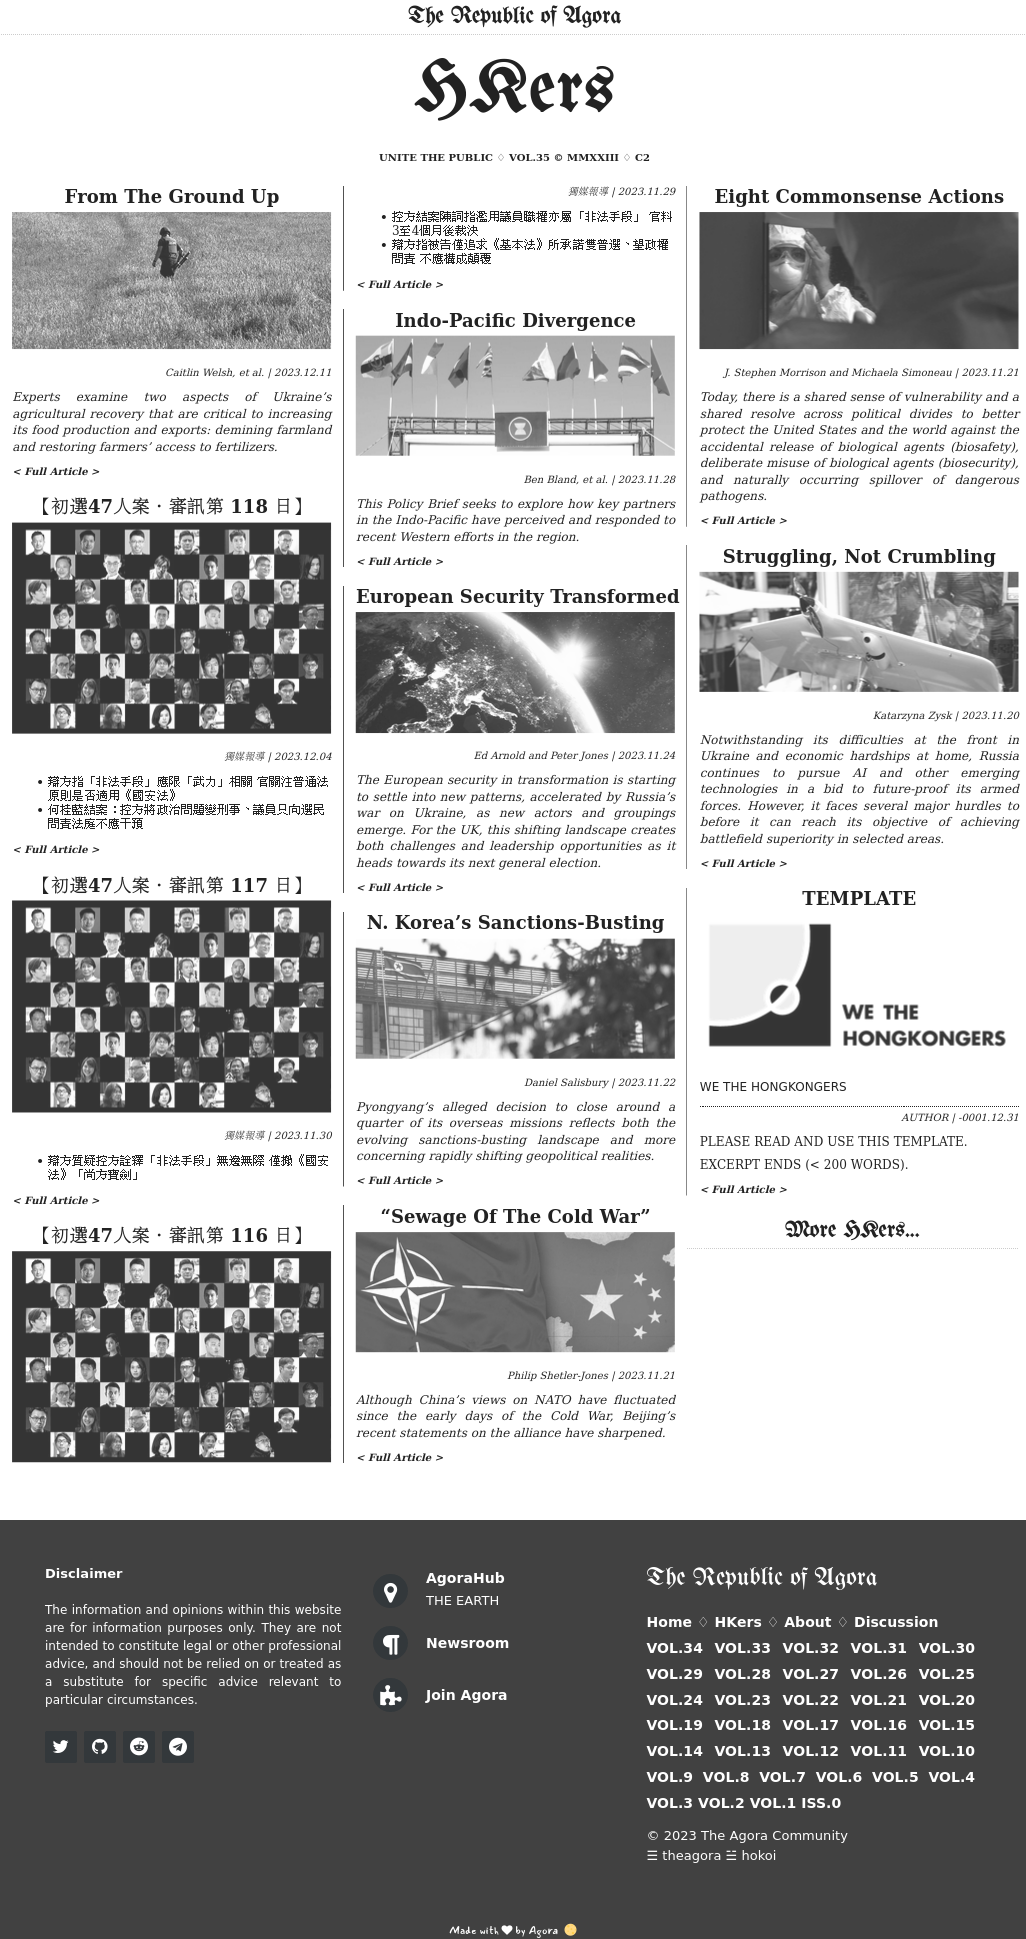 The Republic of Agora
HKers
UNITE THE PUBLIC ♢ VOL.35 © MMXXIII ♢ C2
From The Ground Up
Caitlin Welsh, et al. | 2023.12.11
Experts examine two aspects of Ukraine’s
agricultural recovery that are critical to increasing
its food production and exports: demining farmland
and restoring farmers’ access to fertilizers.
< Full Article >
【初選47人案‧審訊第 118 日】
獨媒報導 | 2023.12.04
• 辯方指「非法手段」應限「武力」相關 官關注普通法
原則是否適用《國安法》
• 何桂藍結案：控方將政治問題變刑事、議員只向選民
問責法庭不應干預
< Full Article >
【初選47人案‧審訊第 117 日】
獨媒報導 | 2023.11.30
• 辯方質疑控方詮釋「非法手段」無邊無際 僅搬《國安
法》「尚方寶劍」
< Full Article >
【初選47人案‧審訊第 116 日】
獨媒報導 | 2023.11.29
• 控方結案陳詞指濫用議員職權亦屬「非法手段」 官料
3至4個月後裁決
• 辯方指被告僅追求《基本法》所承諾雙普選、望政權
問責 不應構成顛覆
< Full Article >
Indo-Pacific Divergence
Ben Bland, et al. | 2023.11.28
This Policy Brief seeks to explore how key partners
in the Indo-Pacific have perceived and responded to
recent Western efforts in the region.
< Full Article >
European Security Transformed
Ed Arnold and Peter Jones | 2023.11.24
The European security in transformation is starting
to settle into new patterns, accelerated by Russia’s
war on Ukraine, as new actors and groupings
emerge. For the UK, this shifting landscape creates
both challenges and leadership opportunities as it
heads towards its next general election.
< Full Article >
N. Korea’s Sanctions-Busting
Daniel Salisbury | 2023.11.22
Pyongyang’s alleged decision to close around a
quarter of its overseas missions reflects both the
evolving sanctions-busting landscape and more
concerning rapidly shifting geopolitical realities.
< Full Article >
“Sewage Of The Cold War”
Philip Shetler-Jones | 2023.11.21
Although China’s views on NATO have fluctuated
since the early days of the Cold War, Beijing’s
recent statements on the alliance have sharpened.
< Full Article >
Eight Commonsense Actions
J. Stephen Morrison and Michaela Simoneau | 2023.11.21
Today, there is a shared sense of vulnerability and a
shared resolve across political divides to better
protect the United States and the world against the
accidental release of biological agents (biosafety),
deliberate misuse of biological agents (biosecurity),
and naturally occurring spillover of dangerous
pathogens.
< Full Article >
Struggling, Not Crumbling
Katarzyna Zysk | 2023.11.20
Notwithstanding its difficulties at the front in
Ukraine and economic hardships at home, Russia
continues to pursue AI and other emerging
technologies in a bid to future-proof its armed
forces. However, it faces several major hurdles to
before it can reach its objective of achieving
battlefield superiority in selected areas.
< Full Article >
TEMPLATE
WE THE
HONGKONGERS
WE THE HONGKONGERS
AUTHOR | -0001.12.31
PLEASE READ AND USE THIS TEMPLATE.
EXCERPT ENDS (< 200 WORDS).
< Full Article >
More HKers...
Disclaimer
The information and opinions within this website
are for information purposes only. They are not
intended to constitute legal or other professional
advice, and should not be relied on or treated as
a substitute for specific advice relevant to
particular circumstances.
AgoraHub
THE EARTH
Newsroom
Join Agora
The Republic of Agora
Home ♢ HKers ♢ About ♢ Discussion
VOL.34 VOL.33 VOL.32 VOL.31 VOL.30
VOL.29 VOL.28 VOL.27 VOL.26 VOL.25
VOL.24 VOL.23 VOL.22 VOL.21 VOL.20
VOL.19 VOL.18 VOL.17 VOL.16 VOL.15
VOL.14 VOL.13 VOL.12 VOL.11 VOL.10
VOL.9 VOL.8 VOL.7 VOL.6 VOL.5 VOL.4
VOL.3 VOL.2 VOL.1 ISS.0
© 2023 The Agora Community
☰ theagora ☱ hokoi
Made with ❤ by Agora